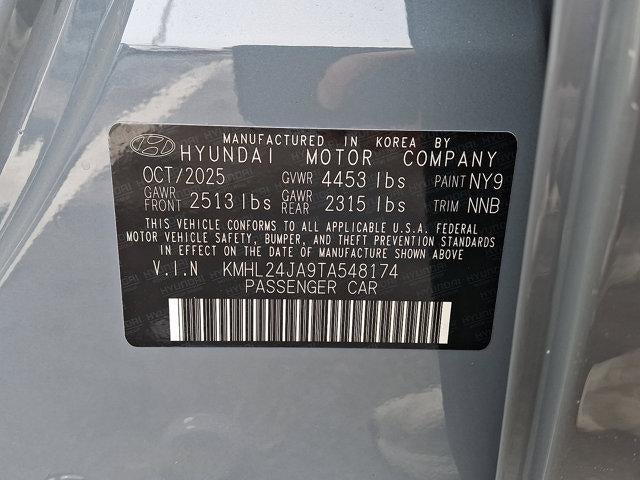 MANUFACTURED IN KOREA BY
HYUNDAI MOTOR COMPANY
OCT/2025 GVWR 4453 lbs PAINT NY9
GAWR FRONT 2513 lbs GAWR REAR 2315 lbs TRIM NNB
THIS VEHICLE CONFORMS TO ALL APPLICABLE U.S.A. FEDERAL
MOTOR VEHICLE SAFETY, BUMPER, AND THEFT PREVENTION STANDARDS
IN EFFECT ON THE DATE OF MANUFACTURE SHOWN ABOVE
V.I.N KMHL24JA9TA548174
PASSENGER CAR